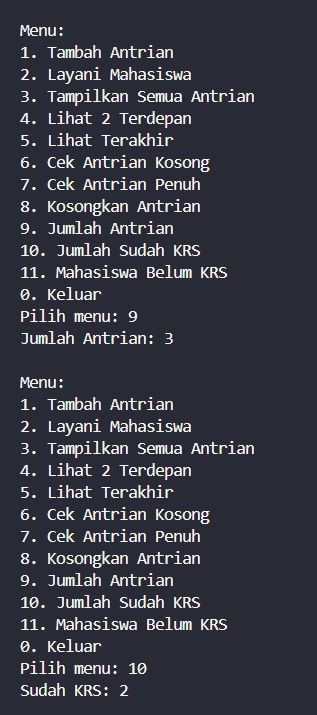 Menu:
1. Tambah Antrian
2. Layani Mahasiswa
3. Tampilkan Semua Antrian
4. Lihat 2 Terdepan
5. Lihat Terakhir
6. Cek Antrian Kosong
7. Cek Antrian Penuh
8. Kosongkan Antrian
9. Jumlah Antrian
10. Jumlah Sudah KRS
11. Mahasiswa Belum KRS
0. Keluar
Pilih menu: 9
Jumlah Antrian: 3

Menu:
1. Tambah Antrian
2. Layani Mahasiswa
3. Tampilkan Semua Antrian
4. Lihat 2 Terdepan
5. Lihat Terakhir
6. Cek Antrian Kosong
7. Cek Antrian Penuh
8. Kosongkan Antrian
9. Jumlah Antrian
10. Jumlah Sudah KRS
11. Mahasiswa Belum KRS
0. Keluar
Pilih menu: 10
Sudah KRS: 2